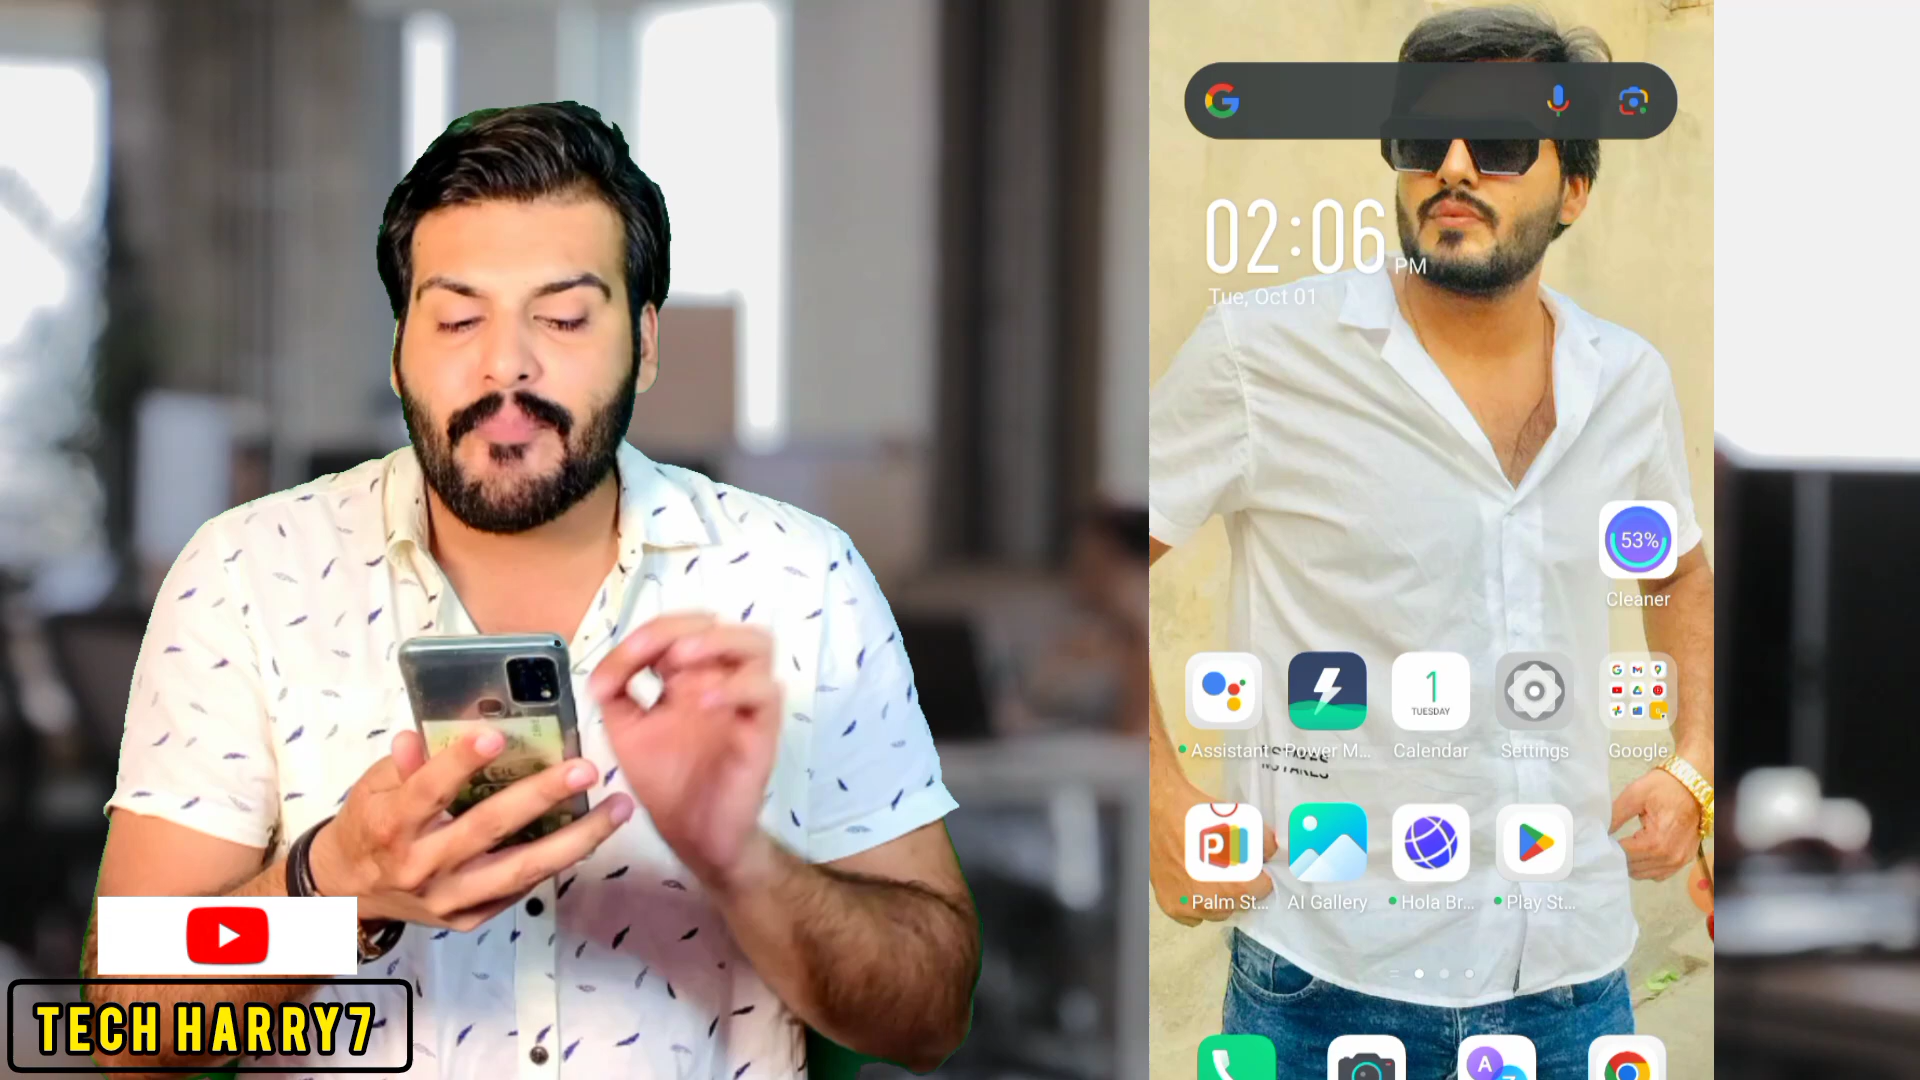 02:06 PM
Tue, Oct 01
53%
Cleaner
1
TUESDAY
Assistant
Power M...
Calendar
Settings
Google
Palm St...
AI Gallery
Hola Br...
Play St...
TECH HARRY7